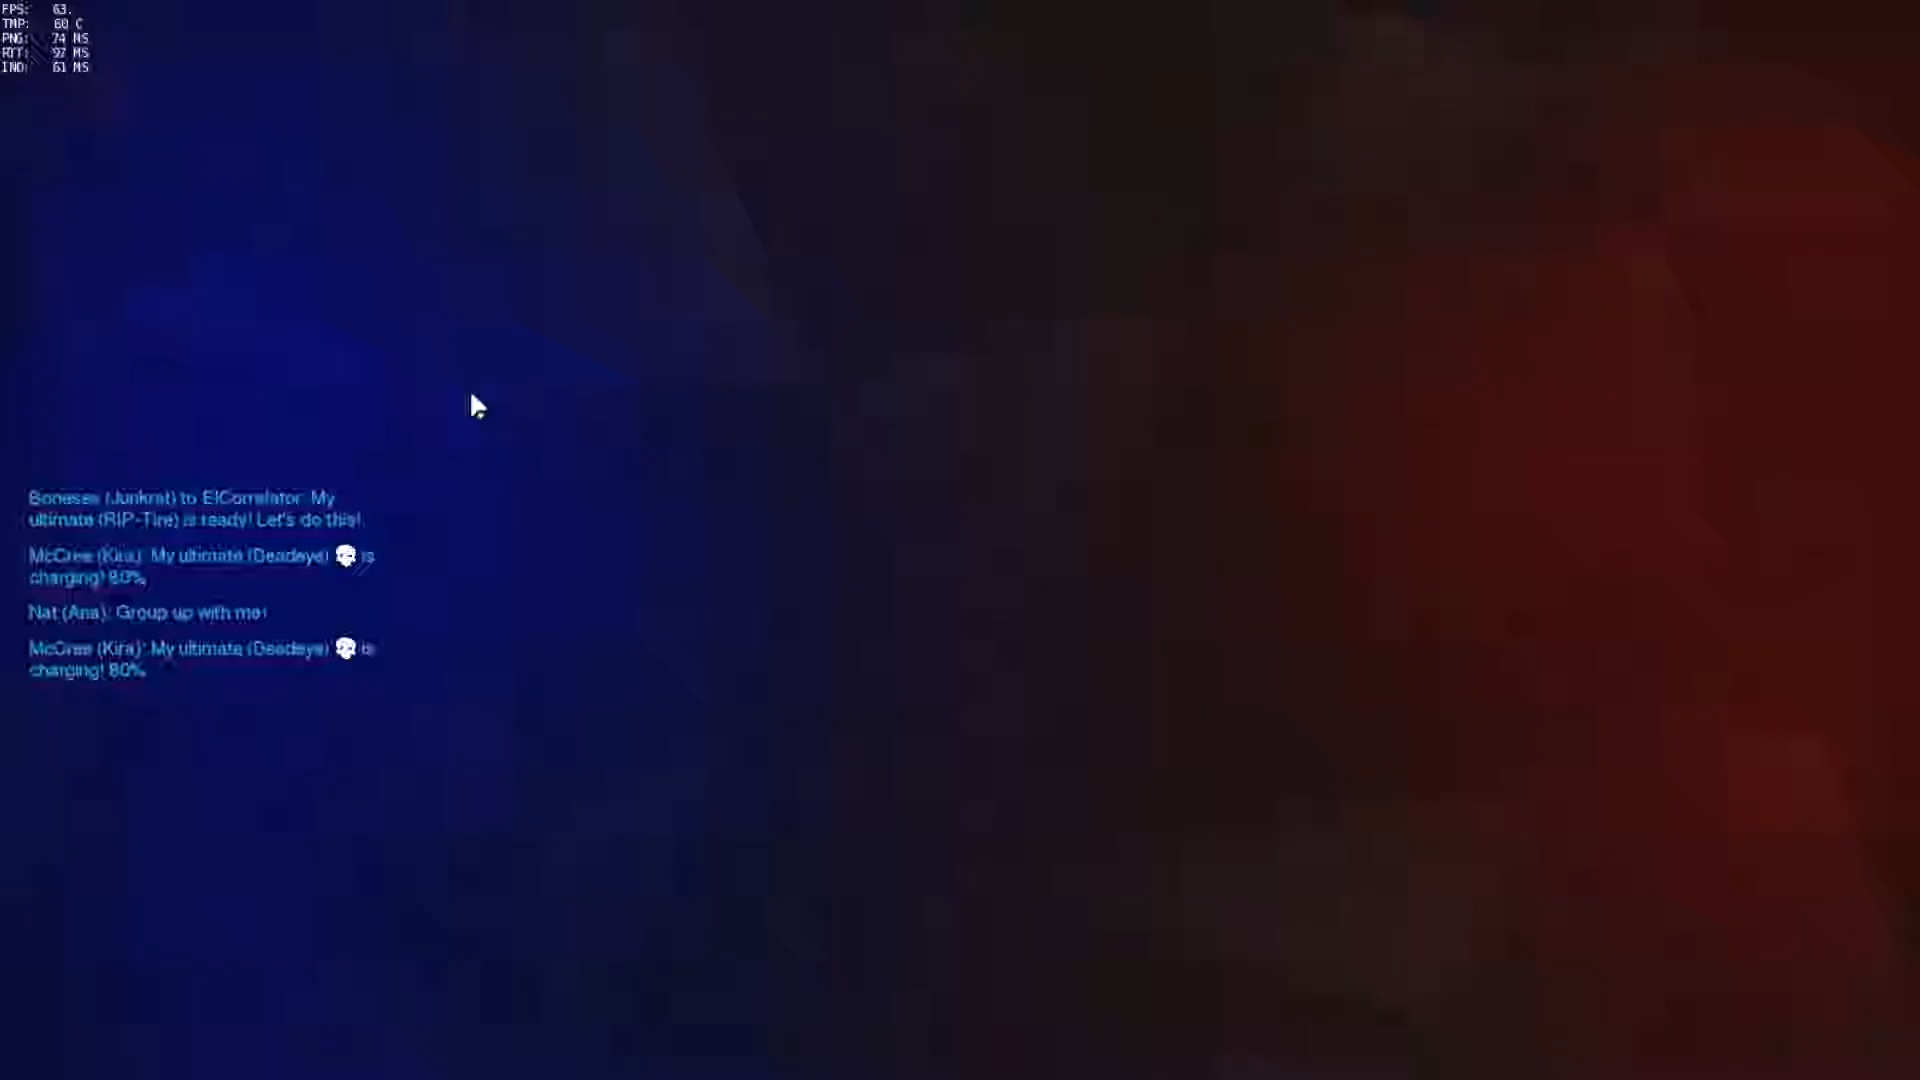 FPS: 63.
TMP: 60 C
PNG: 74 MS
RTT: 92 MS
IND: 61 MS
Boneses (Junkrat) to ElCorrelator: My
ultimate (RIP-Tire) is ready! Let's do this!
McCree (Kira): My ultimate (Deadeye) is
charging! 80%
Nat (Ana): Group up with me!
McCree (Kira): My ultimate (Deadeye) is
charging! 80%